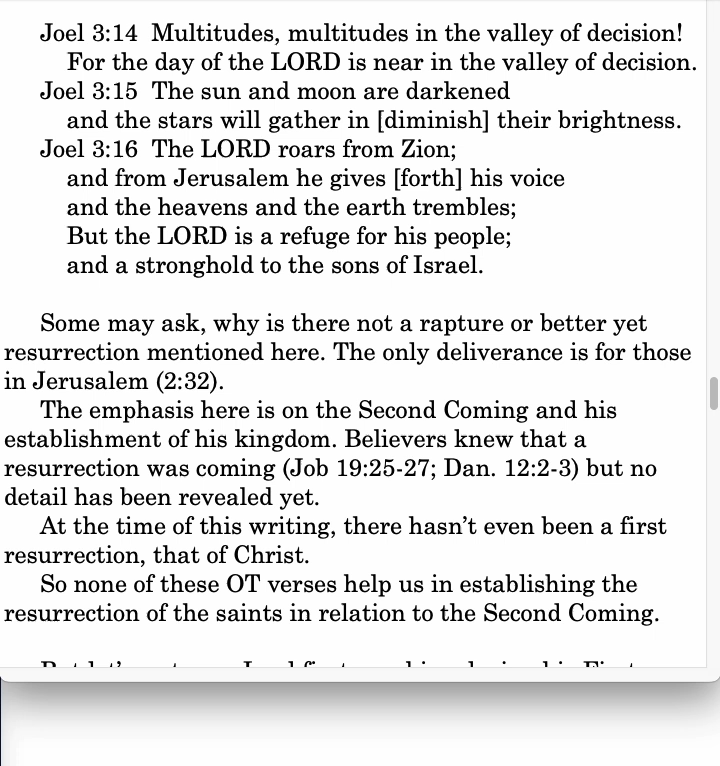 Joel 3:14  Multitudes, multitudes in the valley of decision!
For the day of the LORD is near in the valley of decision.
Joel 3:15  The sun and moon are darkened
and the stars will gather in [diminish] their brightness.
Joel 3:16  The LORD roars from Zion;
and from Jerusalem he gives [forth] his voice
and the heavens and the earth trembles;
But the LORD is a refuge for his people;
and a stronghold to the sons of Israel.
Some may ask, why is there not a rapture or better yet
resurrection mentioned here. The only deliverance is for those
in Jerusalem (2:32).
The emphasis here is on the Second Coming and his
establishment of his kingdom. Believers knew that a
resurrection was coming (Job 19:25-27; Dan. 12:2-3) but no
detail has been revealed yet.
At the time of this writing, there hasn’t even been a first
resurrection, that of Christ.
So none of these OT verses help us in establishing the
resurrection of the saints in relation to the Second Coming.